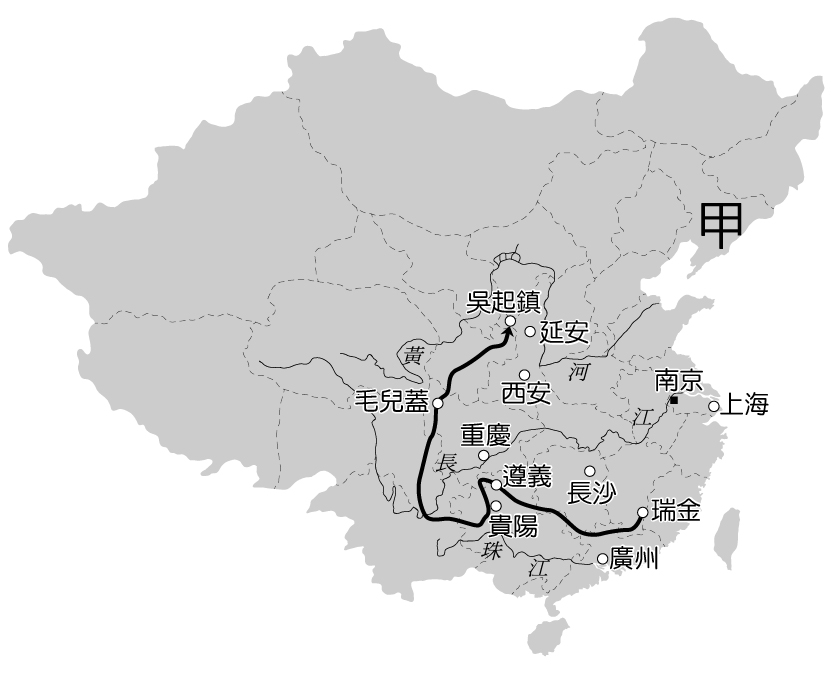 甲
吳起鎮
延安
黃
河
西安
南京
上海
毛兒蓋
江
重慶
長
遵義
長沙
瑞金
貴陽
珠
江
廣州